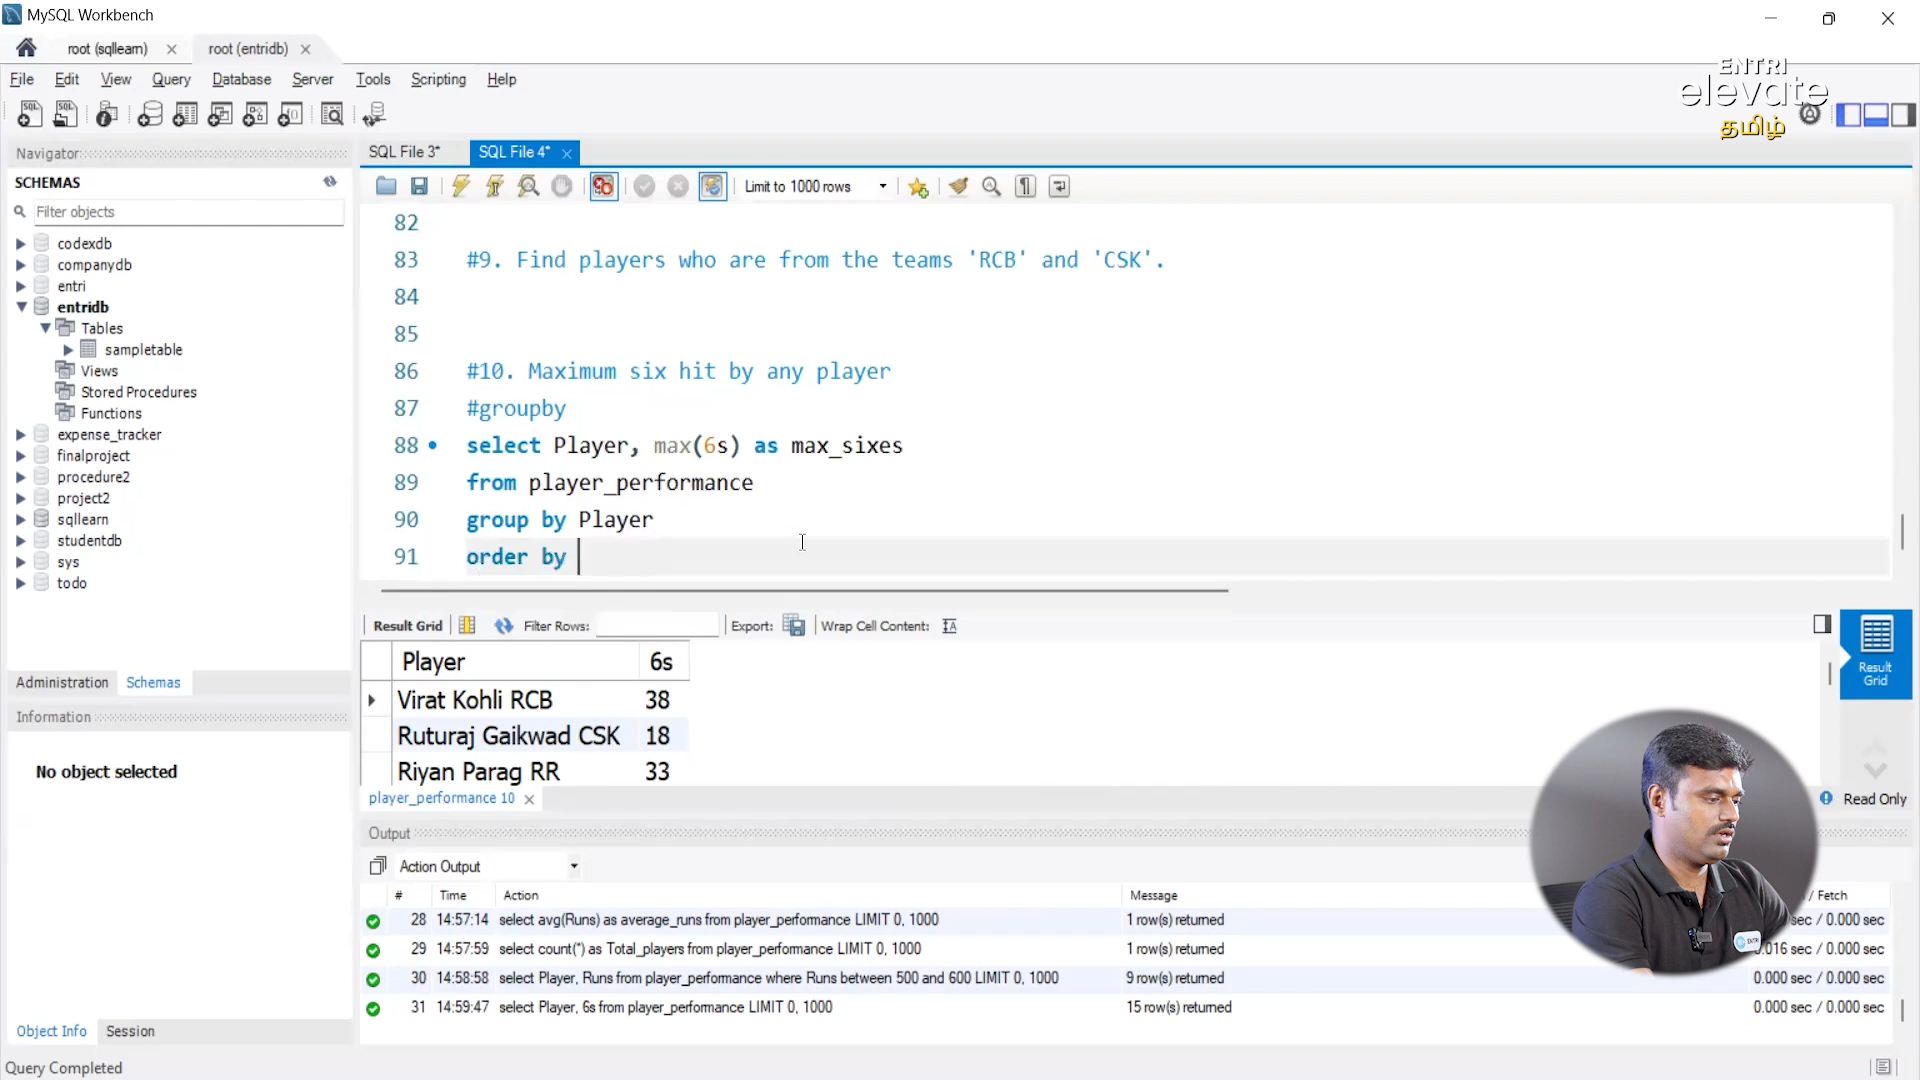 MySQL Workbench
root (sqllearn)
root (entridb)
File Edit View Query Database Server Tools Scripting Help
ENTRI
elevate
தமிழ்
Navigator
SCHEMAS
Filter objects
codexdb
companydb
entri
entridb
Tables
sampletable
Views
Stored Procedures
Functions
expense_tracker
finalproject
procedure2
project2
sqllearn
studentdb
sys
todo
Administration Schemas
Information
No object selected
Object Info Session
Query Completed
SQL File 3* SQL File 4*
Limit to 1000 rows
82
83 #9. Find players who are from the teams 'RCB' and 'CSK'.
84
85
86 #10. Maximum six hit by any player
87 #groupby
88 select Player, max(6s) as max_sixes
89 from player_performance
90 group by Player
91 order by
Result Grid Filter Rows: Export: Wrap Cell Content:
Player 6s
Virat Kohli RCB 38
Ruturaj Gaikwad CSK 18
Riyan Parag RR 33
Result Grid
player_performance 10
Read Only
Output
Action Output
# Time Action Message / Fetch
28 14:57:14 select avg(Runs) as average_runs from player_performance LIMIT 0, 1000 1 row(s) returned sec / 0.000 sec
29 14:57:59 select count(*) as Total_players from player_performance LIMIT 0, 1000 1 row(s) returned .016 sec / 0.000 sec
30 14:58:58 select Player, Runs from player_performance where Runs between 500 and 600 LIMIT 0, 1000 9 row(s) returned 0.000 sec / 0.000 sec
31 14:59:47 select Player, 6s from player_performance LIMIT 0, 1000 15 row(s) returned 0.000 sec / 0.000 sec